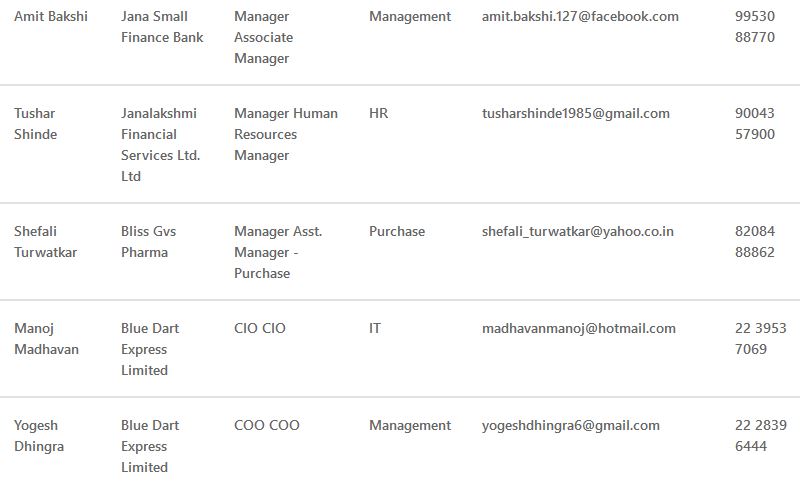 Amit Bakshi Jana Small Manager Management amit.bakshi.127@facebook.com 99530
Finance Bank Associate 88770
Manager
Tushar Janalakshmi Manager Human HR tusharshinde1985@gmail.com 90043
Shinde Financial Resources 57900
Services Ltd. Manager
Ltd
Shefali Bliss Gvs Manager Asst. Purchase shefali_turwatkar@yahoo.co.in 82084
Turwatkar Pharma Manager - 88862
Purchase
Manoj Blue Dart CIO CIO IT madhavanmanoj@hotmail.com 22 3953
Madhavan Express 7069
Limited
Yogesh Blue Dart COO COO Management yogeshdhingra6@gmail.com 22 2839
Dhingra Express 6444
Limited